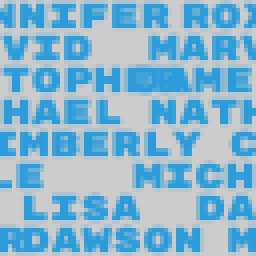 NNIFER ROX
VID MARV
TOPHE AME
HAEL NATH
IMBERLY C
LE MICH
LISA DA
RDAWSON M